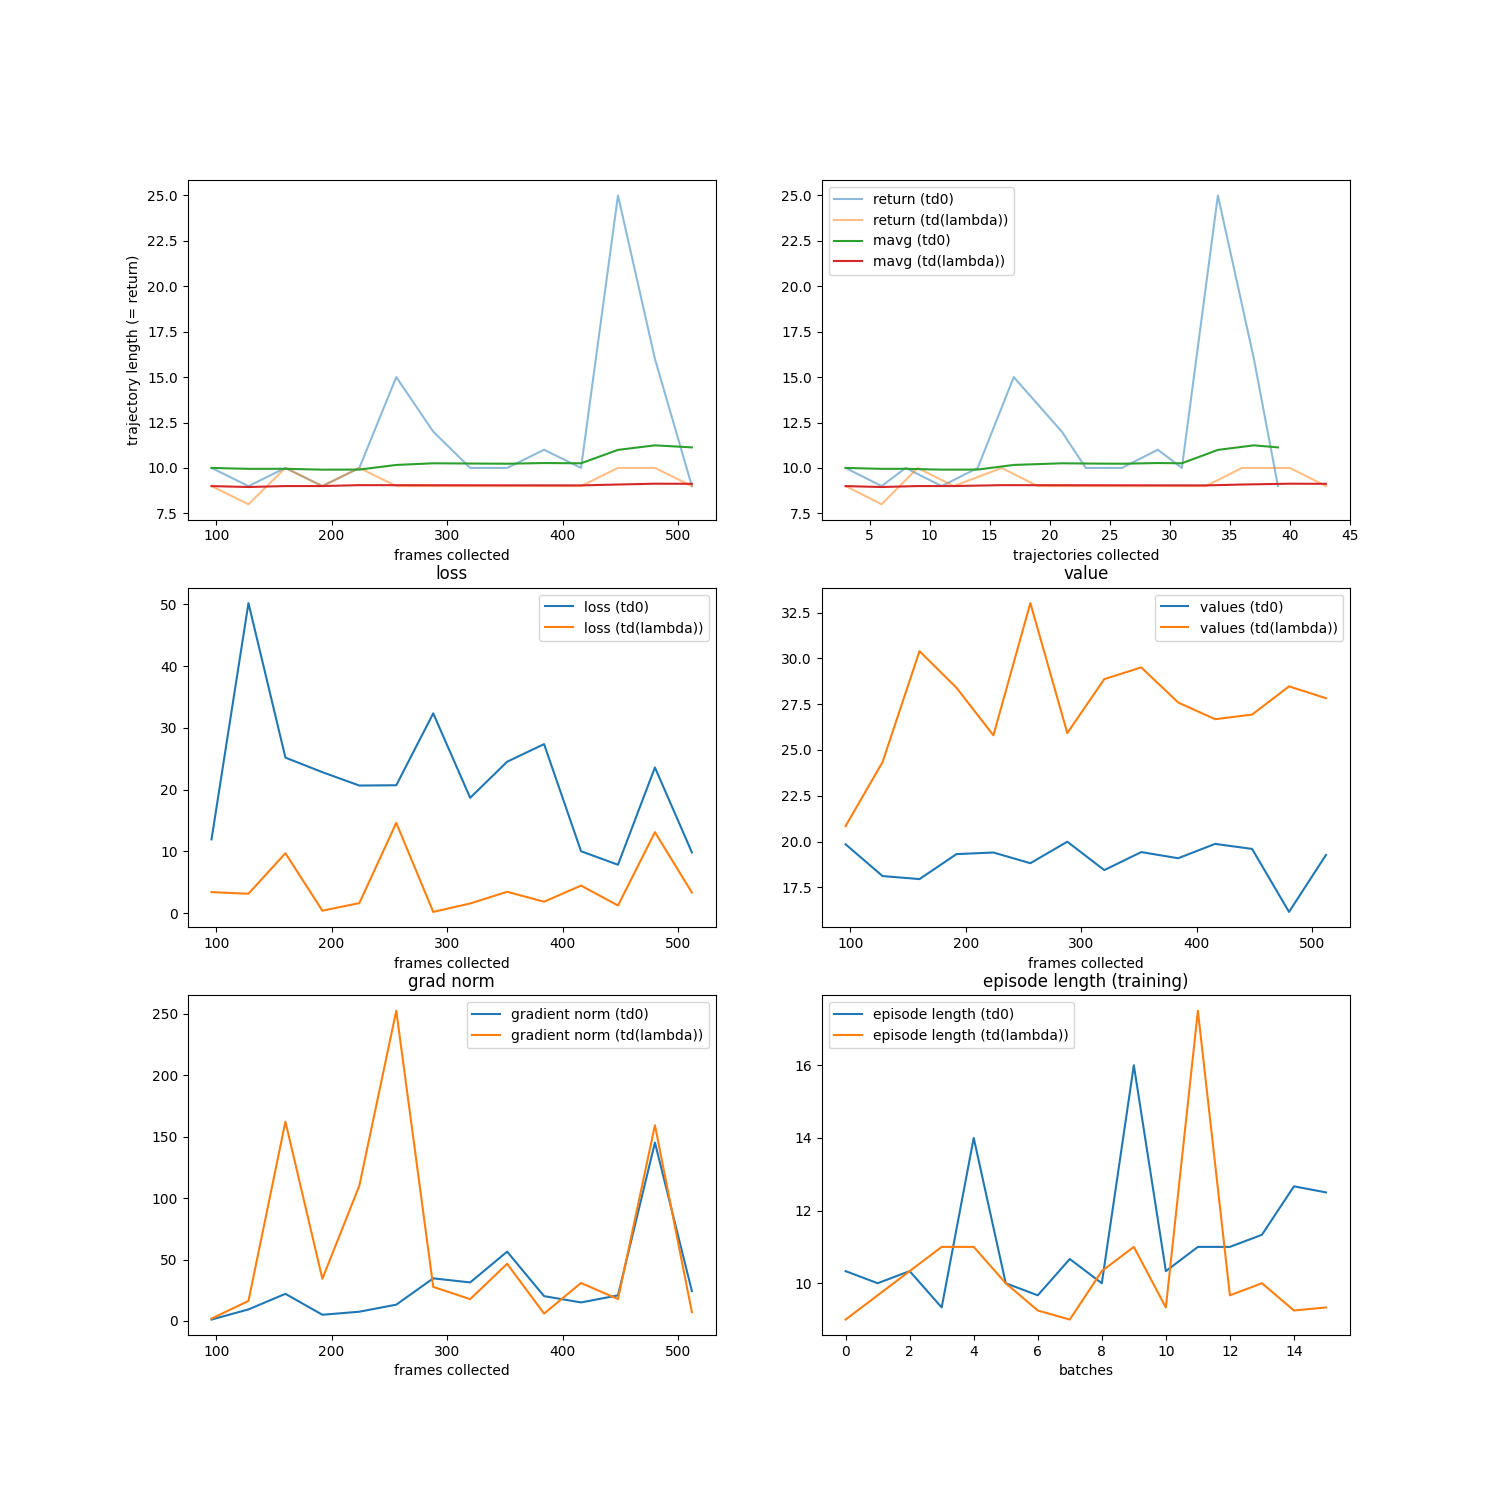 25.0
22.5
20.0
17.5
15.0
12.5
10.0
7.5
trajectory length (= return)
100 200 300 400 500
frames collected
return (td0)
return (td(lambda))
mavg (td0)
mavg (td(lambda))
25.0
22.5
20.0
17.5
15.0
12.5
10.0
7.5
5 10 15 20 25 30 35 40 45
trajectories collected
loss
loss (td0)
loss (td(lambda))
50
40
30
20
10
0
100 200 300 400 500
frames collected
value
values (td0)
values (td(lambda))
32.5
30.0
27.5
25.0
22.5
20.0
17.5
100 200 300 400 500
frames collected
grad norm
gradient norm (td0)
gradient norm (td(lambda))
250
200
150
100
50
0
100 200 300 400 500
frames collected
episode length (training)
episode length (td0)
episode length (td(lambda))
16
14
12
10
0 2 4 6 8 10 12 14
batches